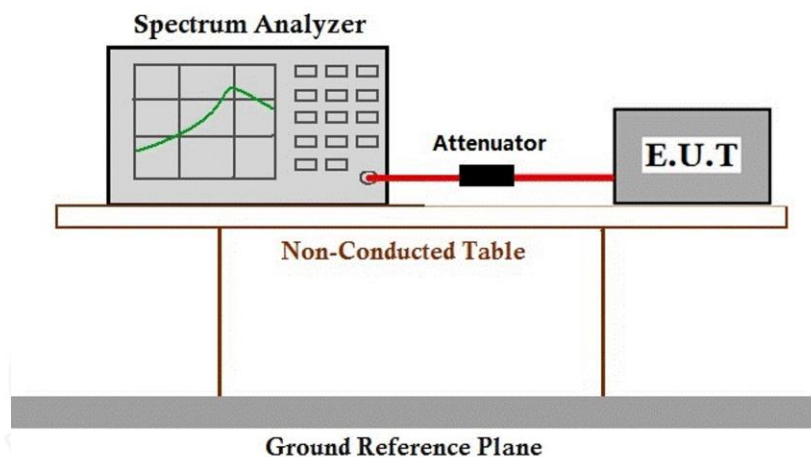 Spectrum Analyzer
Attenuator
E.U.T
Non-Conducted Table
Ground Reference Plane